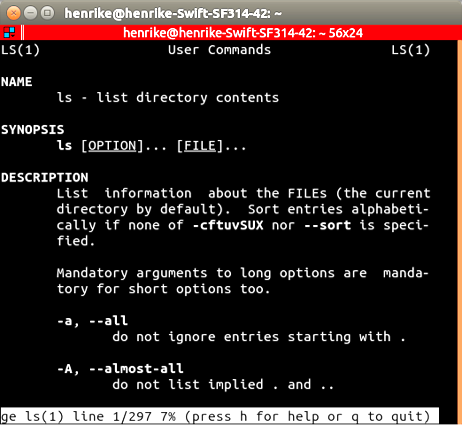 henrike@henrike-Swift-SF314-42: ~
henrike@henrike-Swift-SF314-42: ~ 56x24
LS(1) User Commands LS(1)
NAME
ls - list directory contents
SYNOPSIS
ls [OPTION]... [FILE]...
DESCRIPTION
List information about the FILEs (the current
directory by default). Sort entries alphabeti-
cally if none of -cftuvSUX nor --sort is speci-
fied.
Mandatory arguments to long options are manda-
tory for short options too.
-a, --all
do not ignore entries starting with .
-A, --almost-all
do not list implied . and ..
ge ls(1) line 1/297 7% (press h for help or q to quit)